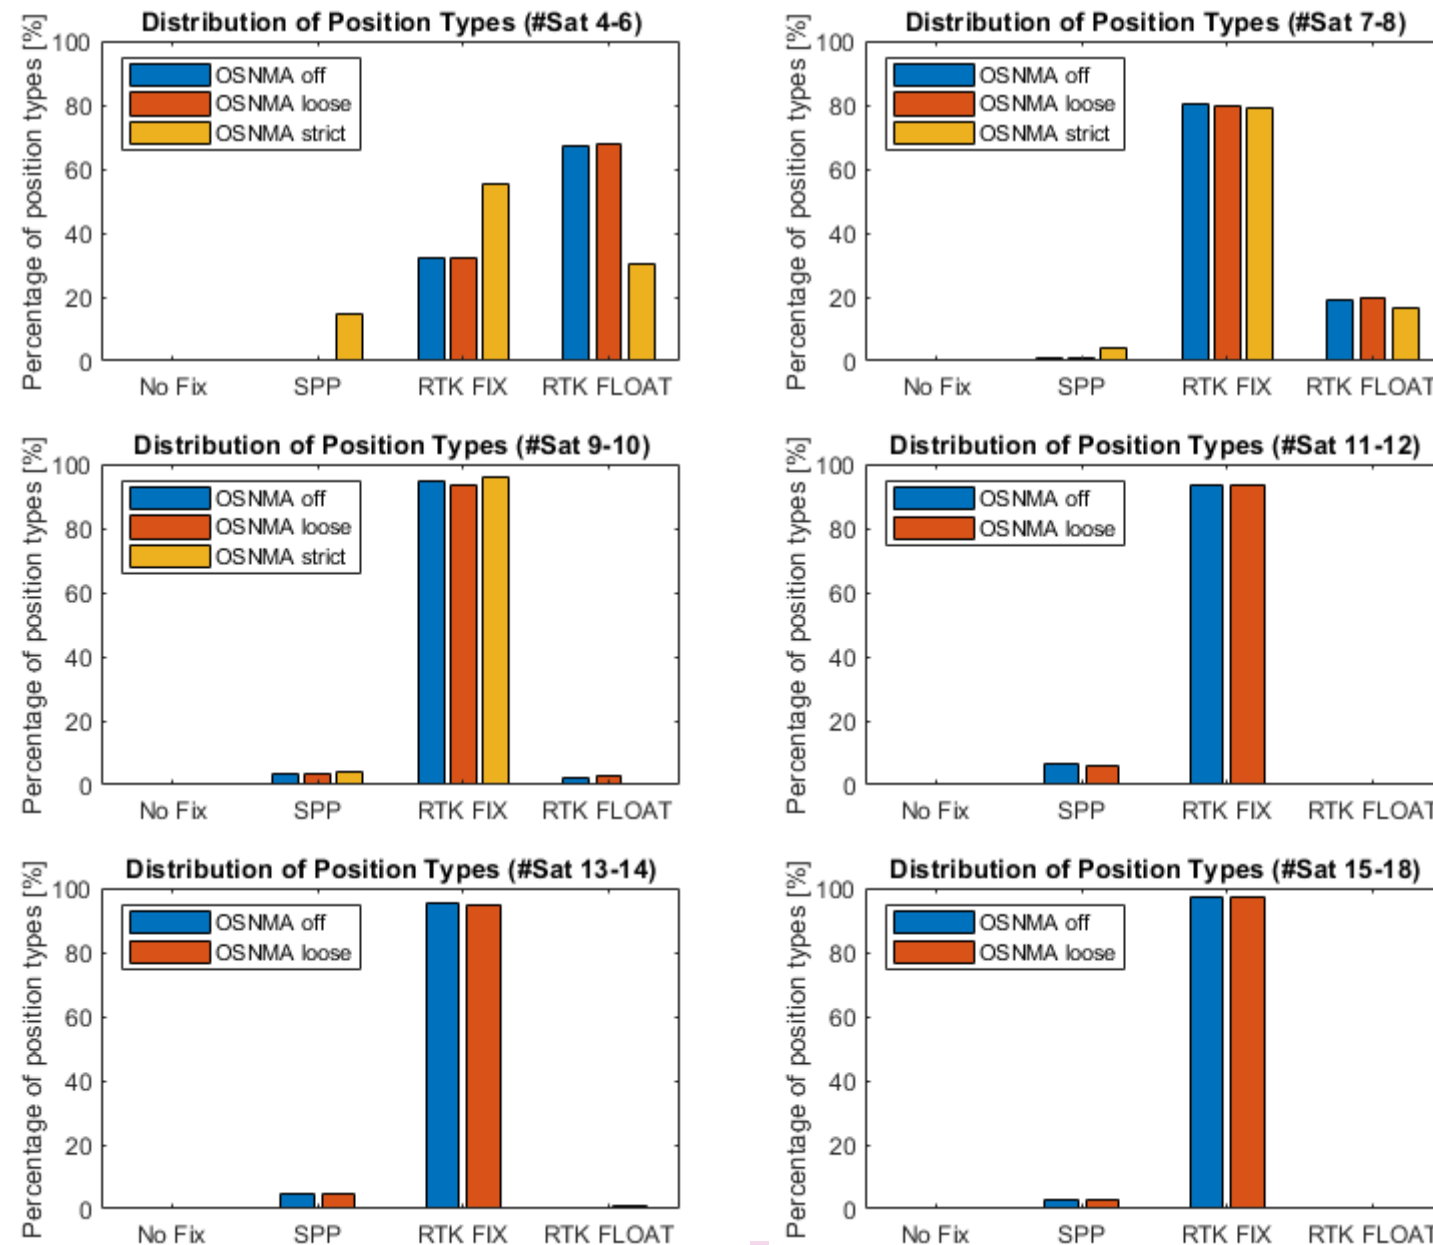 Distribution of Position Types (#Sat 4-6)
Percentage of position types [%]
100
80
60
40
20
0
OSNMA off
OSNMA loose
OSNMA strict
No Fix SPP RTK FIX RTK FLOAT
Distribution of Position Types (#Sat 7-8)
Percentage of position types [%]
100
80
60
40
20
0
OSNMA off
OSNMA loose
OSNMA strict
No Fix SPP RTK FIX RTK FLOAT
Distribution of Position Types (#Sat 9-10)
Percentage of position types [%]
100
80
60
40
20
0
OSNMA off
OSNMA loose
OSNMA strict
No Fix SPP RTK FIX RTK FLOAT
Distribution of Position Types (#Sat 11-12)
Percentage of position types [%]
100
80
60
40
20
0
OSNMA off
OSNMA loose
No Fix SPP RTK FIX RTK FLOAT
Distribution of Position Types (#Sat 13-14)
Percentage of position types [%]
100
80
60
40
20
0
OSNMA off
OSNMA loose
No Fix SPP RTK FIX RTK FLOAT
Distribution of Position Types (#Sat 15-18)
Percentage of position types [%]
100
80
60
40
20
0
OSNMA off
OSNMA loose
No Fix SPP RTK FIX RTK FLOAT